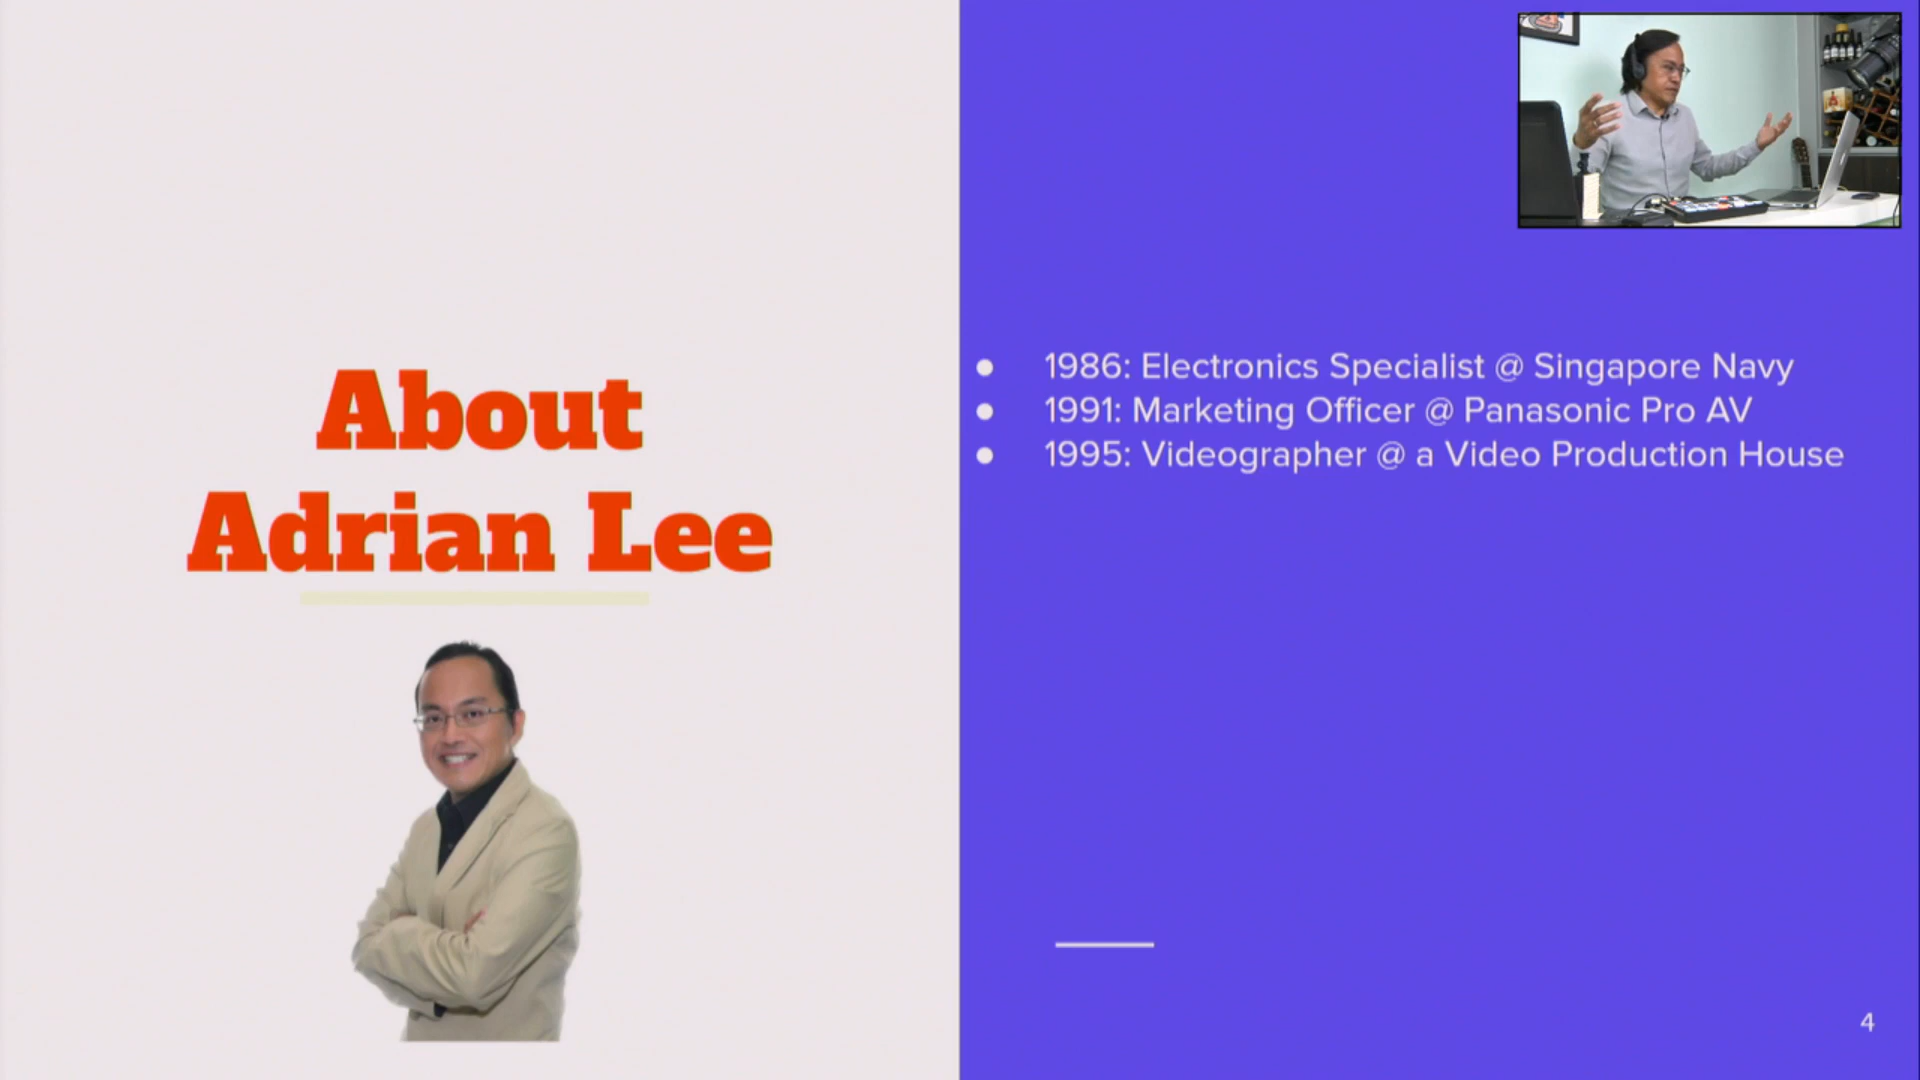 About
Adrian Lee
1986: Electronics Specialist @ Singapore Navy
1991: Marketing Officer @ Panasonic Pro AV
1995: Videographer @ a Video Production House
4